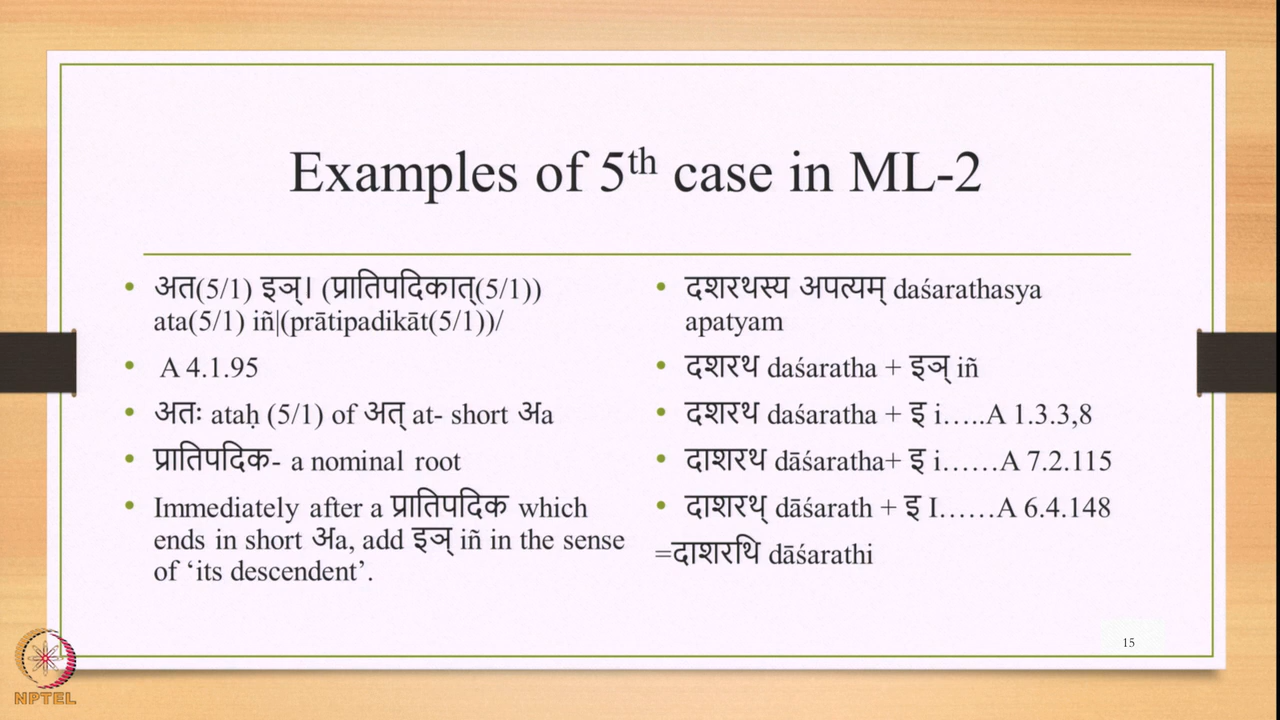 Examples of 5th case in ML-2
• अत(5/1) इञ्। (प्रातिपदिकात्(5/1))
ata(5/1) iñ|(prātipadikāt(5/1))/
• A 4.1.95
• अतः ataḥ (5/1) of अत् at- short अa
• प्रातिपदिक- a nominal root
• Immediately after a प्रातिपदिक which
ends in short अa, add इञ् iñ in the sense
of ‘its descendent’.
• दशरथस्य अपत्यम् daśarathasya
apatyam
• दशरथ daśaratha + इञ् iñ
• दशरथ daśaratha + इ i…..A 1.3.3,8
• दाशरथ dāśaratha+ इ i……A 7.2.115
• दाशरथ् dāśarath + इ I……A 6.4.148
=दाशरथि dāśarathi
15
NPTEL